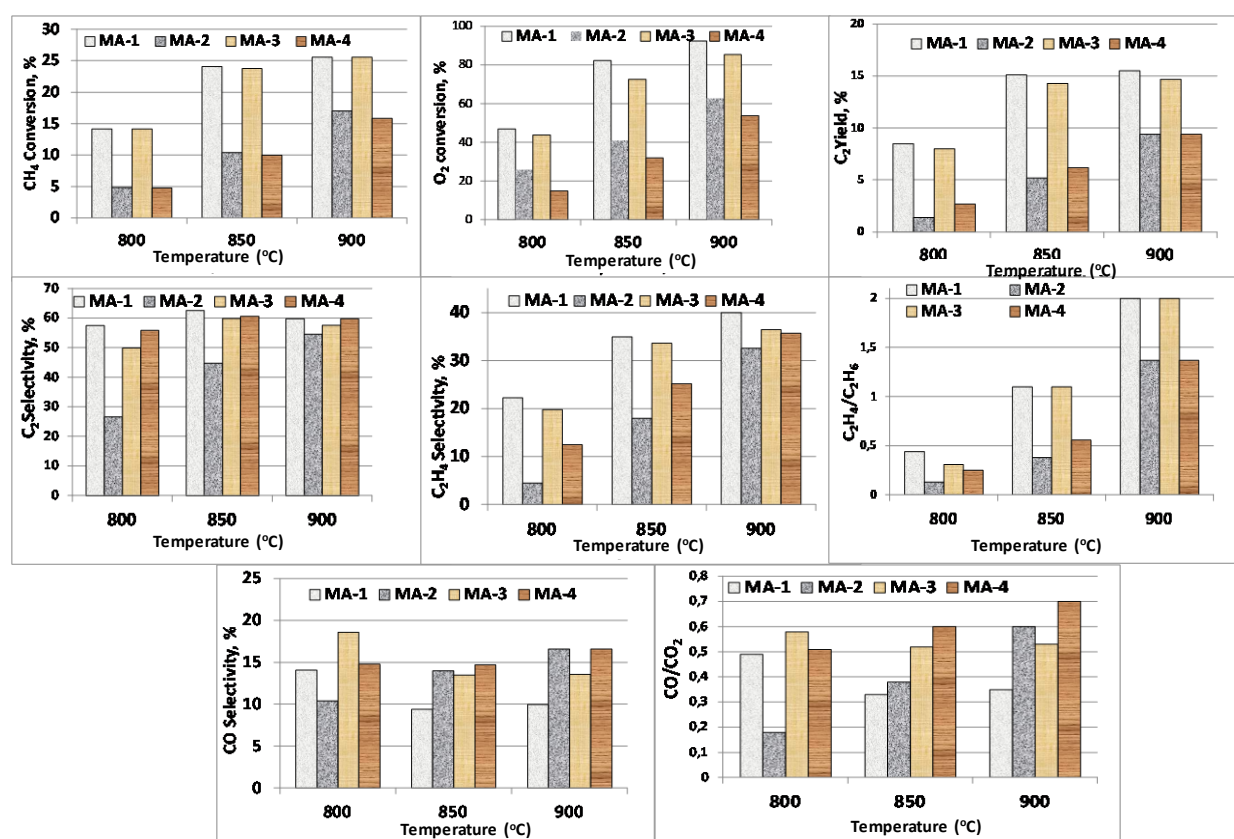 30
25
20
15
10
5
0
CH₄ Conversion, %
MA-1 MA-2 MA-3 MA-4
800 850 900
Temperature (°C)
100
80
60
40
20
0
O₂ conversion, %
MA-1 MA-2 MA-3 MA-4
800 850 900
Temperature (°C)
20
15
10
5
0
C₂Yield, %
MA-1 MA-2 MA-3 MA-4
800 850 900
Temperature (°C)
70
60
50
40
30
20
10
0
C₂Selectivity, %
MA-1 MA-2 MA-3 MA-4
800 850 900
Temperature (°C)
40
30
20
10
0
C₂H₄ Selectivity, %
MA-1 MA-2 MA-3 MA-4
800 850 900
Temperature (°C)
2
1,5
1
0,5
0
C₂H₄/C₂H₆
MA-1 MA-2
MA-3 MA-4
800 850 900
Temperature (°C)
25
20
15
10
5
0
CO Selectivity, %
MA-1 MA-2 MA-3 MA-4
800 850 900
Temperature (°C)
0,8
0,7
0,6
0,5
0,4
0,3
0,2
0,1
0
CO/CO₂
MA-1 MA-2 MA-3 MA-4
800 850 900
Temperature (°C)